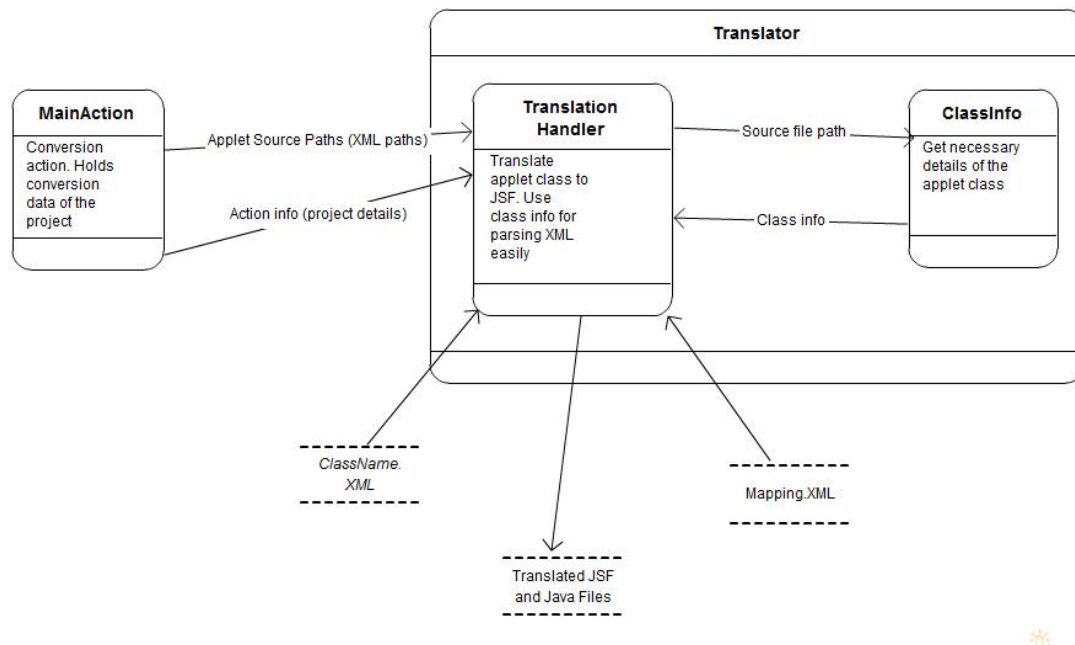 Translator
MainAction
Conversion
action. Holds
conversion
data of the
project
Applet Source Paths (XML paths)
Action info (project details)
Translation
Handler
Translate
applet class to
JSF. Use
class info for
parsing XML
easily
Source file path
Class info
ClassInfo
Get necessary
details of the
applet class
ClassName.
XML
Mapping.XML
Translated JSF
and Java Files